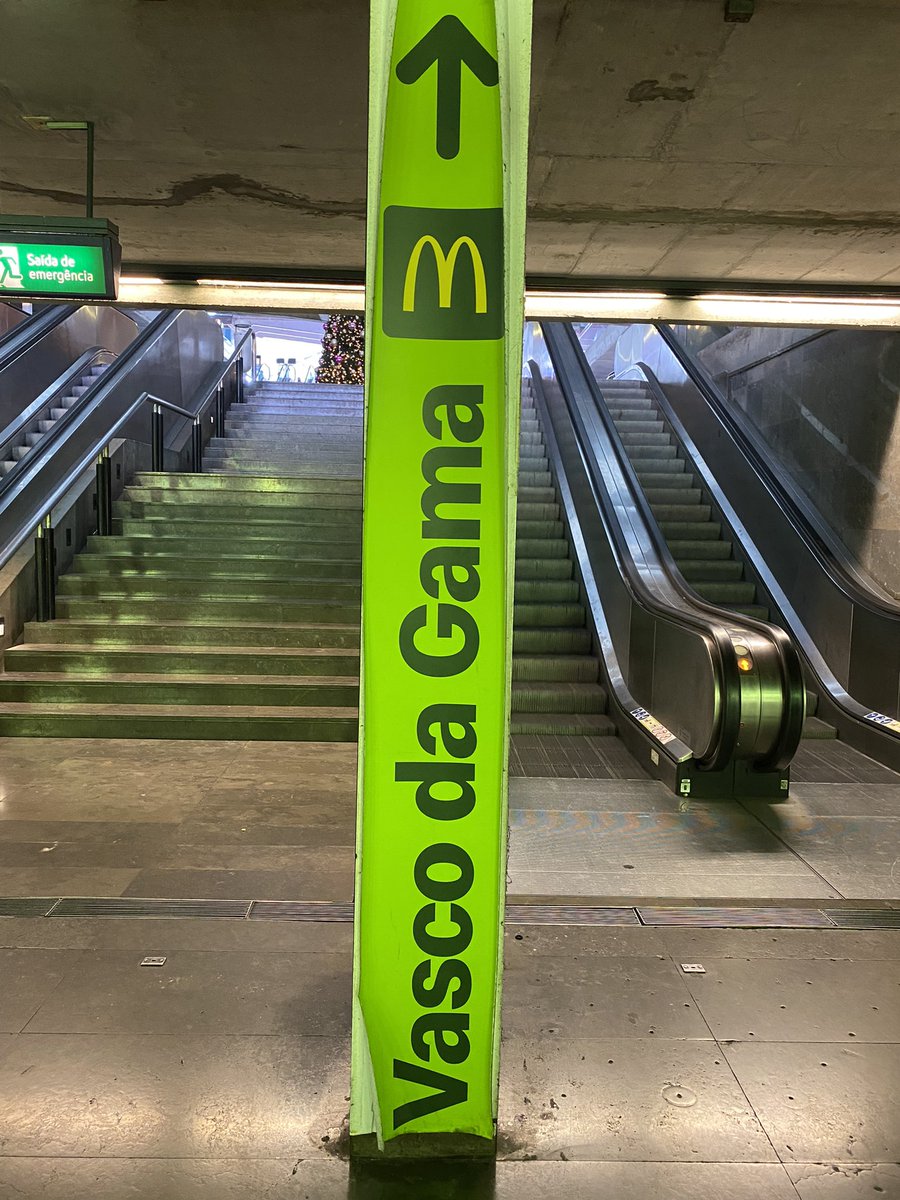 Saída de
emergência
Vasco da Gama